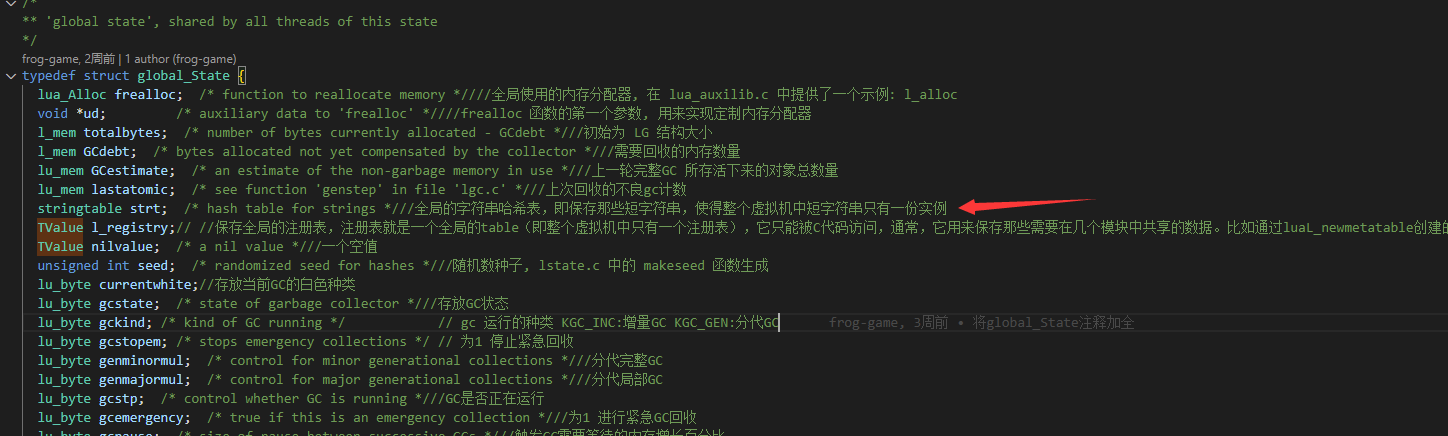 /*
** 'global state', shared by all threads of this state
*/
frog-game, 2周前 | 1 author (frog-game)
typedef struct global_State {
lua_Alloc frealloc;  /* function to reallocate memory *////全局使用的内存分配器, 在 lua_auxilib.c 中提供了一个示例: l_alloc
void *ud;         /* auxiliary data to 'frealloc' *////frealloc 函数的第一个参数, 用来实现定制内存分配器
l_mem totalbytes;  /* number of bytes currently allocated - GCdebt *///初始为 LG 结构大小
l_mem GCdebt;  /* bytes allocated not yet compensated by the collector *///需要回收的内存数量
lu_mem GCestimate;  /* an estimate of the non-garbage memory in use *///上一轮完整GC 所存活下来的对象总数量
lu_mem lastatomic;  /* see function 'genstep' in file 'lgc.c' *///上次回收的不良gc计数
stringtable strt;  /* hash table for strings *///全局的字符串哈希表，即保存那些短字符串，使得整个虚拟机中短字符串只有一份实例
TValue l_registry;// //保存全局的注册表，注册表就是一个全局的table（即整个虚拟机中只有一个注册表），它只能被C代码访问，通常，它用来保存那些需要在几个模块中共享的数据。比如通过luaL_newmetatable创建的
TValue nilvalue;  /* a nil value *///一个空值
unsigned int seed;  /* randomized seed for hashes *///随机数种子, lstate.c 中的 makeseed 函数生成
lu_byte currentwhite;//存放当前GC的白色种类
lu_byte gcstate;  /* state of garbage collector *///存放GC状态
lu_byte gckind; /* kind of GC running */            // gc 运行的种类 KGC_INC:增量GC KGC_GEN:分代GC      frog-game, 3周前 • 将global_State注释加全
lu_byte gcstopem; /* stops emergency collections */ // 为1 停止紧急回收
lu_byte genminormul;  /* control for minor generational collections *///分代完整GC
lu_byte genmajormul;  /* control for major generational collections *///分代局部GC
lu_byte gcstp;  /* control whether GC is running *///GC是否正在运行
lu_byte gcemergency;  /* true if this is an emergency collection *///为1 进行紧急GC回收
lu_byte gcpause;  /* size of pause between successive GCs *///触发GC需要等待的内存增长百分比